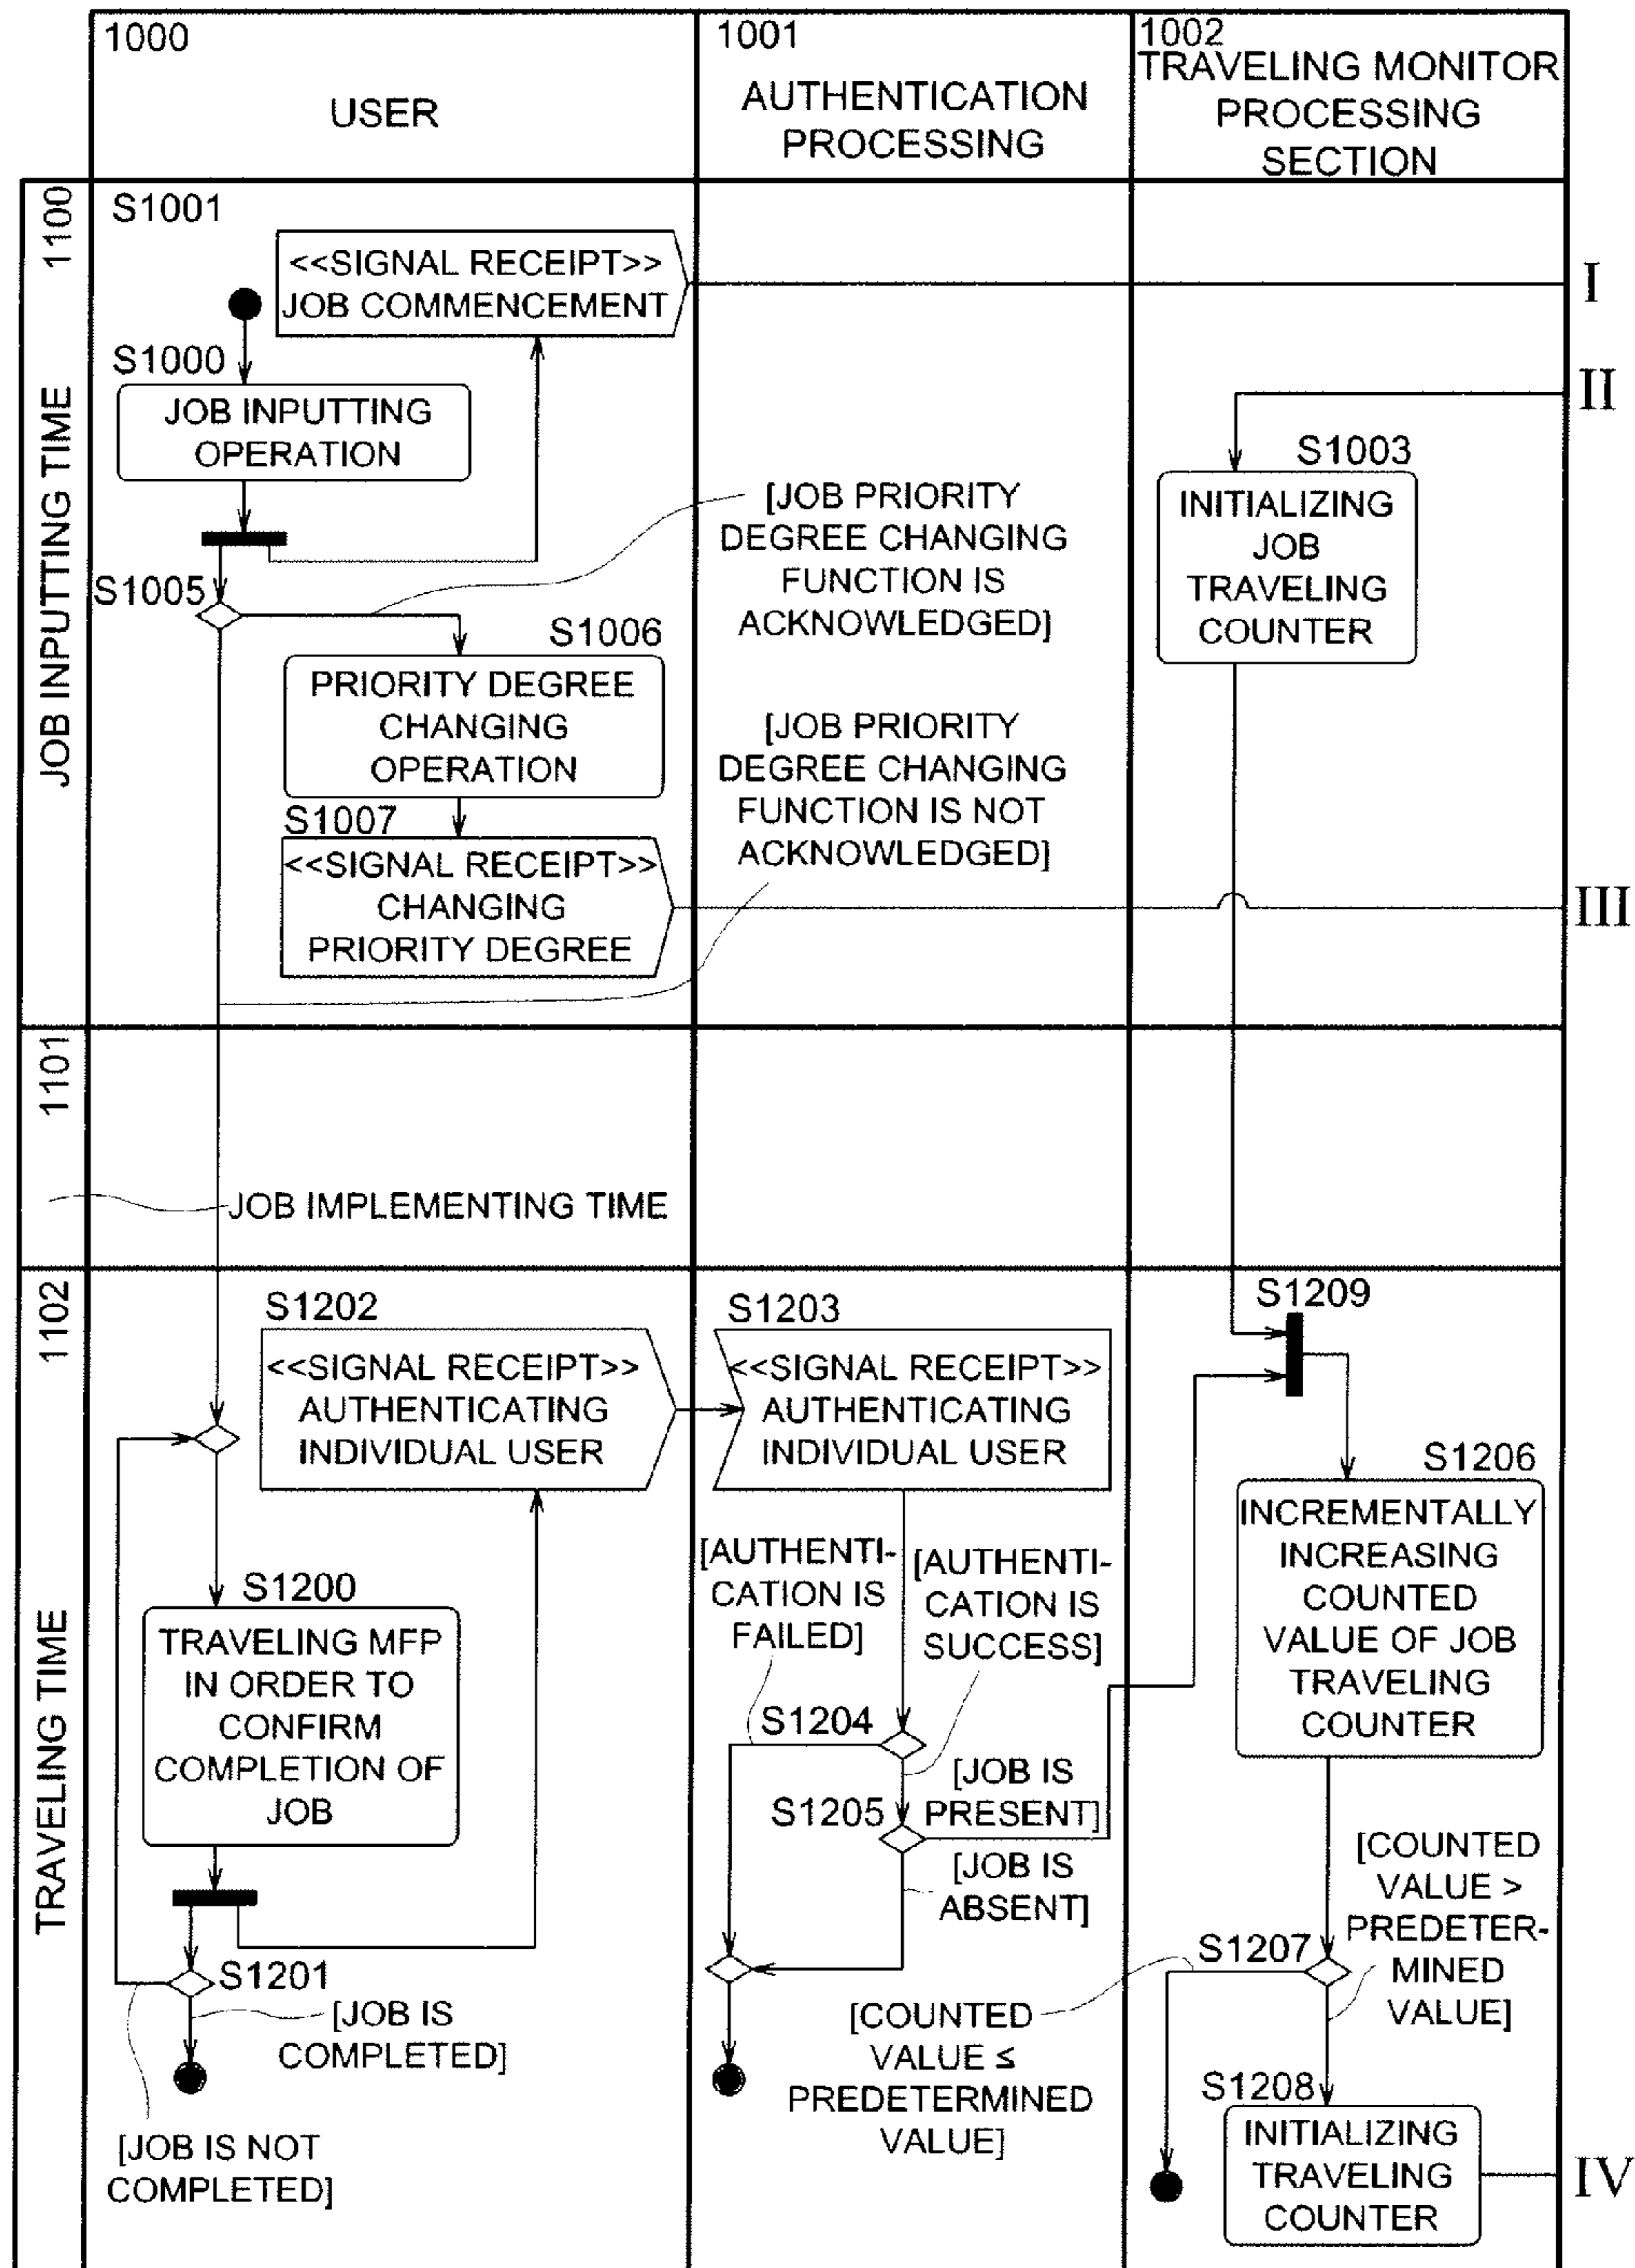 1000
USER
1001
AUTHENTICATION
PROCESSING
1002
TRAVELING MONITOR
PROCESSING
SECTION
1100
JOB INPUTTING TIME
S1001
<<SIGNAL RECEIPT>>
JOB COMMENCEMENT
I
S1000
JOB INPUTTING
OPERATION
II
S1003
INITIALIZING
JOB
TRAVELING
COUNTER
[JOB PRIORITY
DEGREE CHANGING
FUNCTION IS
ACKNOWLEDGED]
S1005
S1006
PRIORITY DEGREE
CHANGING
OPERATION
[JOB PRIORITY
DEGREE CHANGING
FUNCTION IS NOT
ACKNOWLEDGED]
S1007
<<SIGNAL RECEIPT>>
CHANGING
PRIORITY DEGREE
III
1101
JOB IMPLEMENTING TIME
1102
TRAVELING TIME
S1202
<<SIGNAL RECEIPT>>
AUTHENTICATING
INDIVIDUAL USER
S1203
<<SIGNAL RECEIPT>>
AUTHENTICATING
INDIVIDUAL USER
S1209
S1206
INCREMENTALLY
INCREASING
COUNTED
VALUE OF JOB
TRAVELING
COUNTER
[AUTHENTI-
CATION IS
FAILED]
[AUTHENTI-
CATION IS
SUCCESS]
S1200
TRAVELING MFP
IN ORDER TO
CONFIRM
COMPLETION OF
JOB
S1204
[JOB IS
PRESENT]
S1205
[JOB IS
ABSENT]
[COUNTED
VALUE >
PREDETER-
MINED
VALUE]
S1207
S1201
[JOB IS
COMPLETED]
[COUNTED
VALUE ≤
PREDETERMINED
VALUE]
[JOB IS NOT
COMPLETED]
S1208
INITIALIZING
TRAVELING
COUNTER
IV